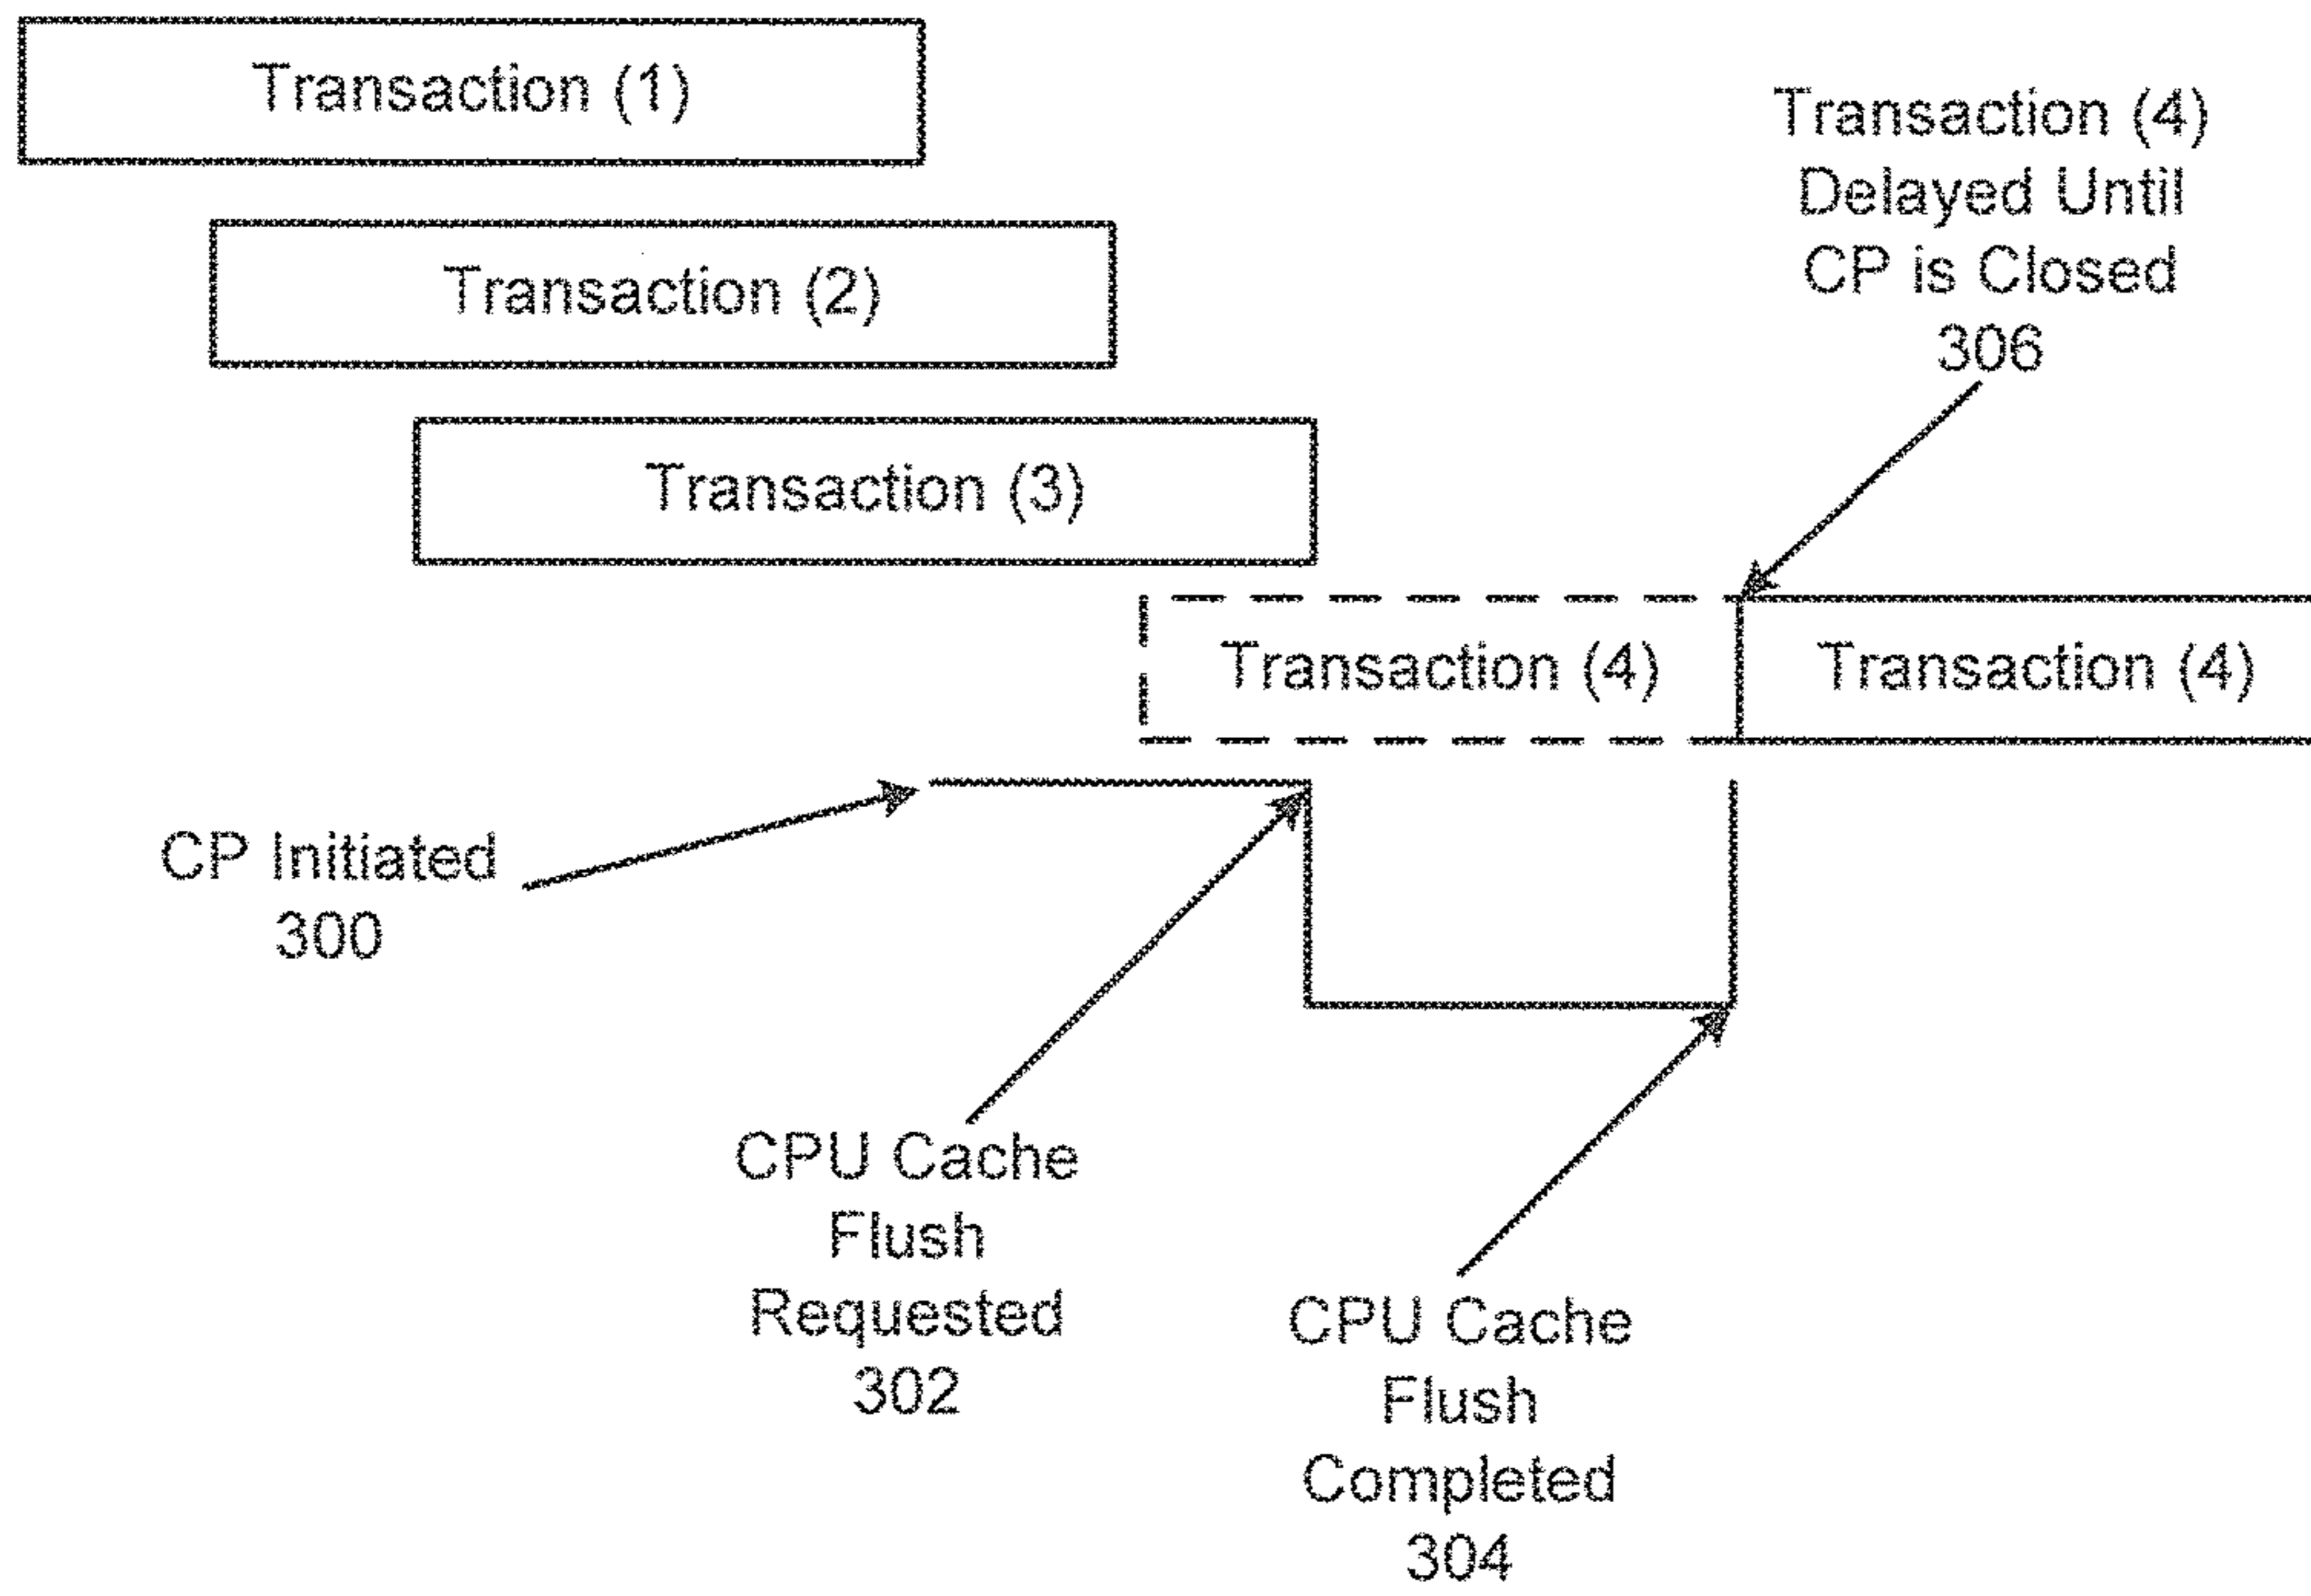 Transaction (1)
Transaction (2)
Transaction (3)
Transaction (4)
Delayed Until
CP is Closed
306
Transaction (4)
Transaction (4)
CP Initiated
300
CPU Cache
Flush
Requested
302
CPU Cache
Flush
Completed
304